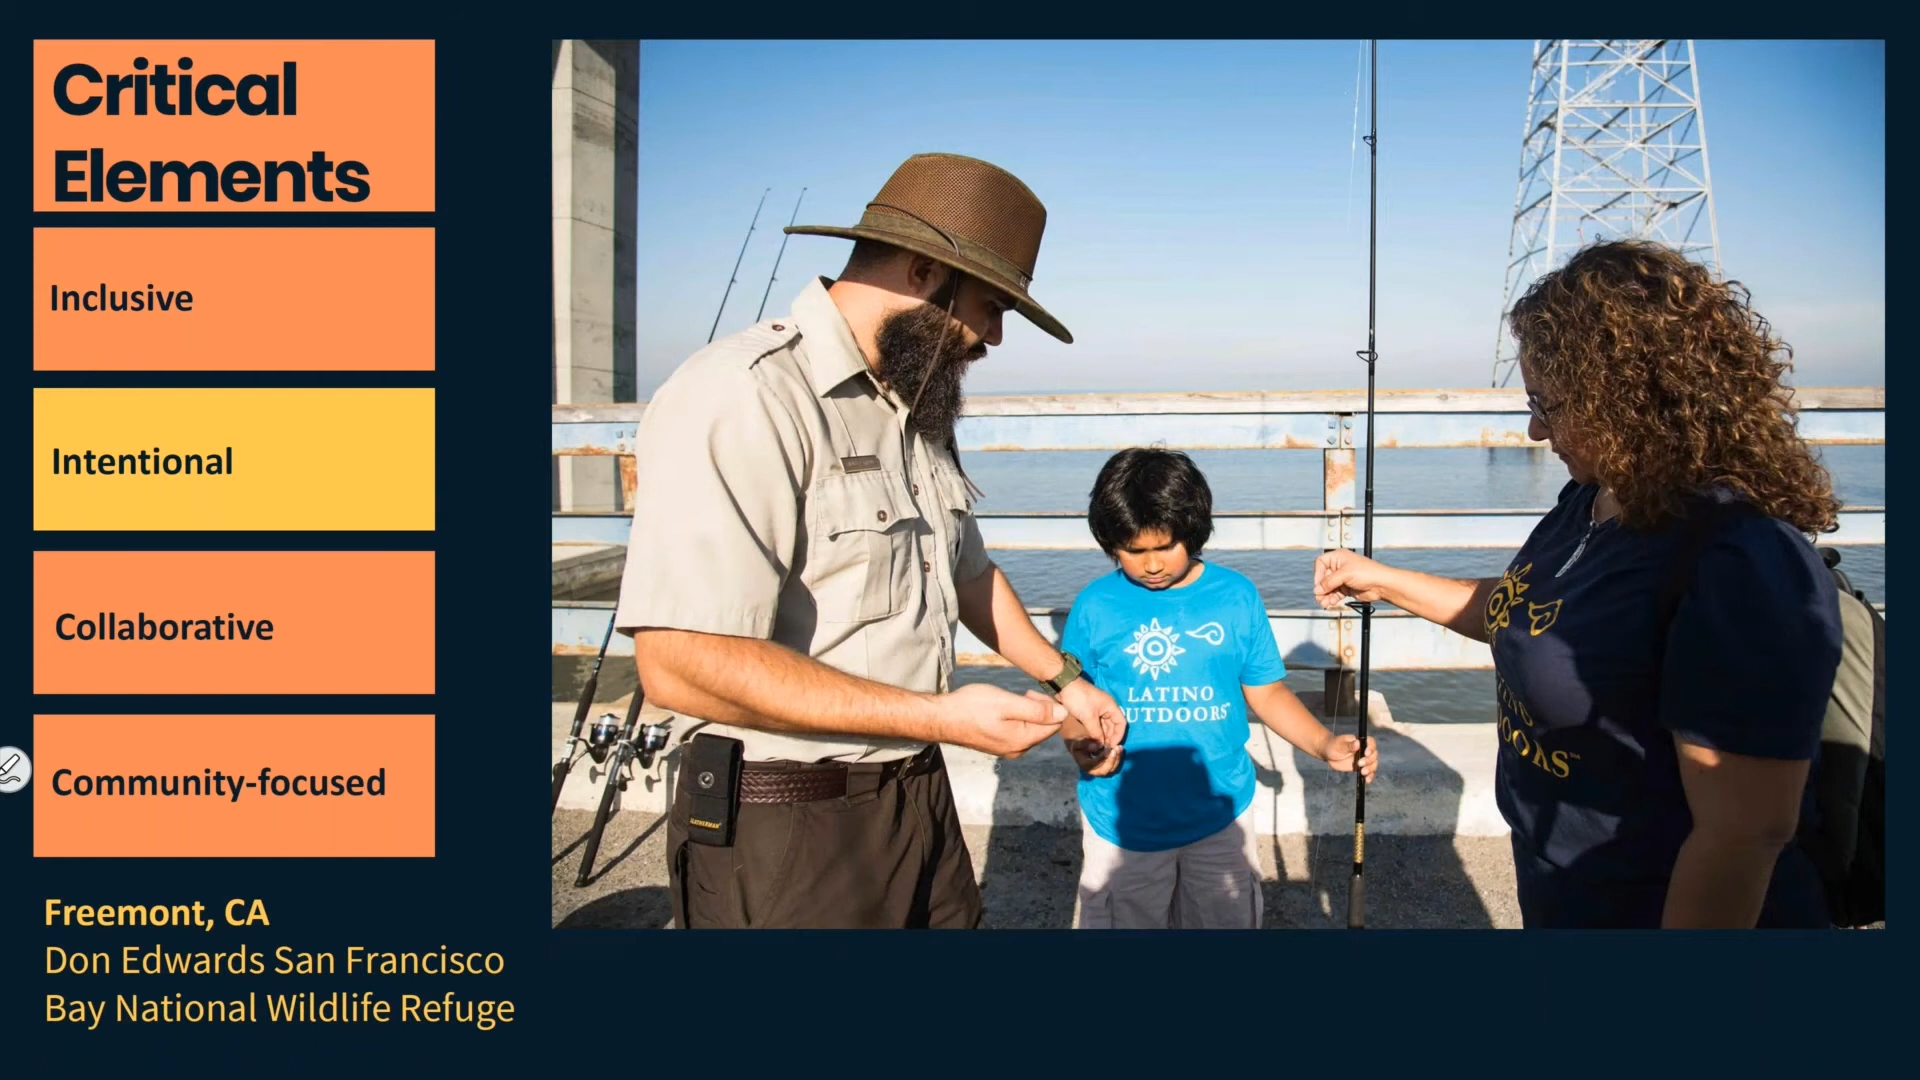 Critical
Elements
Inclusive
Intentional
Collaborative
Community-focused
Freemont, CA
Don Edwards San Francisco
Bay National Wildlife Refuge
LATINO
UTDOORS
LEATHERMAN